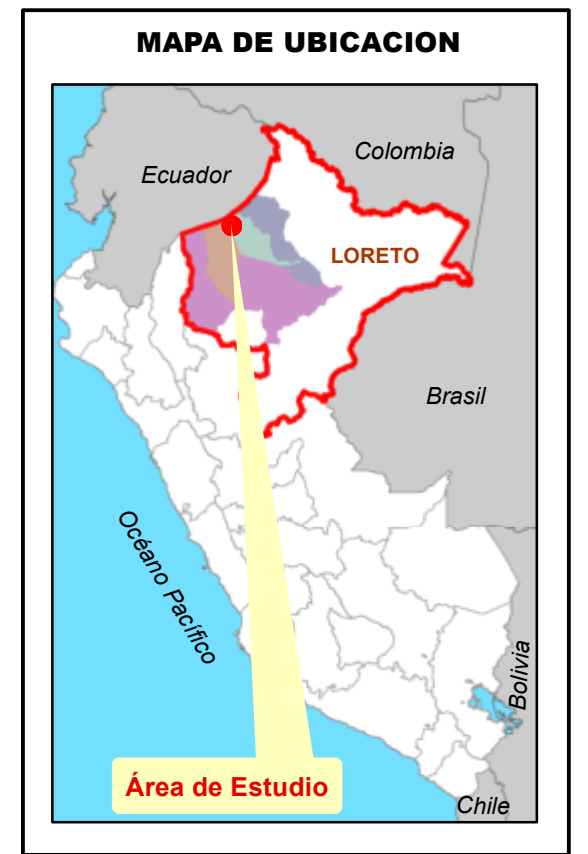 MAPA DE UBICACION
Colombia
Ecuador
LORETO
Brasil
Océano Pacífico
Bolivia
Área de Estudio
Chile